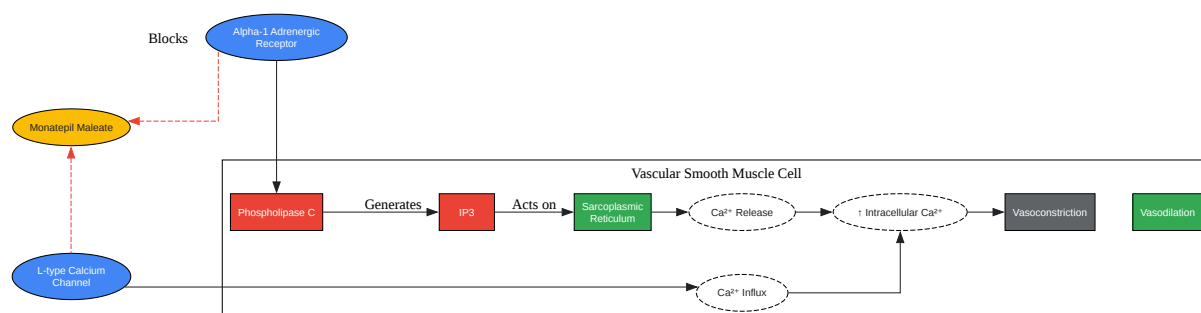 Blocks
Alpha-1 Adrenergic
Receptor
Monatepil Maleate
Vascular Smooth Muscle Cell
Phospholipase C
Generates
IP3
Acts on
Sarcoplasmic
Reticulum
Ca²⁺ Release
↑ Intracellular Ca²⁺
Vasoconstriction
Vasodilation
L-type Calcium
Channel
Ca²⁺ Influx